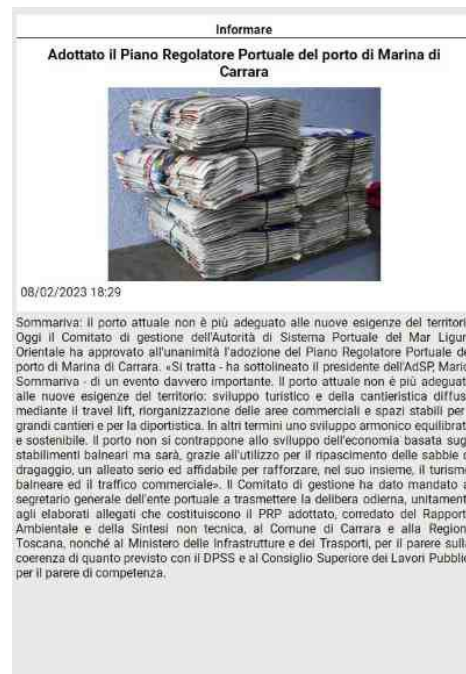 Informare
Adottato il Piano Regolatore Portuale del porto di Marina di
Carrara
08/02/2023 18:29
Sommariva: il porto attuale non è più adeguato alle nuove esigenze del territori
Oggi il Comitato di gestione dell'Autorità di Sistema Portuale del Mar Ligur
Orientale ha approvato all'unanimità l'adozione del Piano Regolatore Portuale de
porto di Marina di Carrara. «Si tratta - ha sottolineato il presidente dell'AdSP, Mario
Sommariva - di un evento davvero importante. Il porto attuale non è più adeguat
alle nuove esigenze del territorio: sviluppo turistico e della cantieristica diffus
mediante il travel lift, riorganizzazione delle aree commerciali e spazi stabili per
grandi cantieri e per la diportistica. In altri termini uno sviluppo armonico equilibrat
e sostenibile. Il porto non si contrappone allo sviluppo dell'economia basata sug
stabilimenti balneari ma sarà, grazie all'utilizzo per il ripascimento delle sabbie d
dragaggio, un alleato serio ed affidabile per rafforzare, nel suo insieme, il turismo
balneare ed il traffico commerciale». Il Comitato di gestione ha dato mandato a
segretario generale dell'ente portuale a trasmettere la delibera odierna, unitament
agli elaborati allegati che costituiscono il PRP adottato, corredato del Rapport
Ambientale e della Sintesi non tecnica, al Comune di Carrara e alla Region
Toscana, nonché al Ministero delle Infrastrutture e dei Trasporti, per il parere sull
coerenza di quanto previsto con il DPSS e al Consiglio Superiore dei Lavori Pubblic
per il parere di competenza.